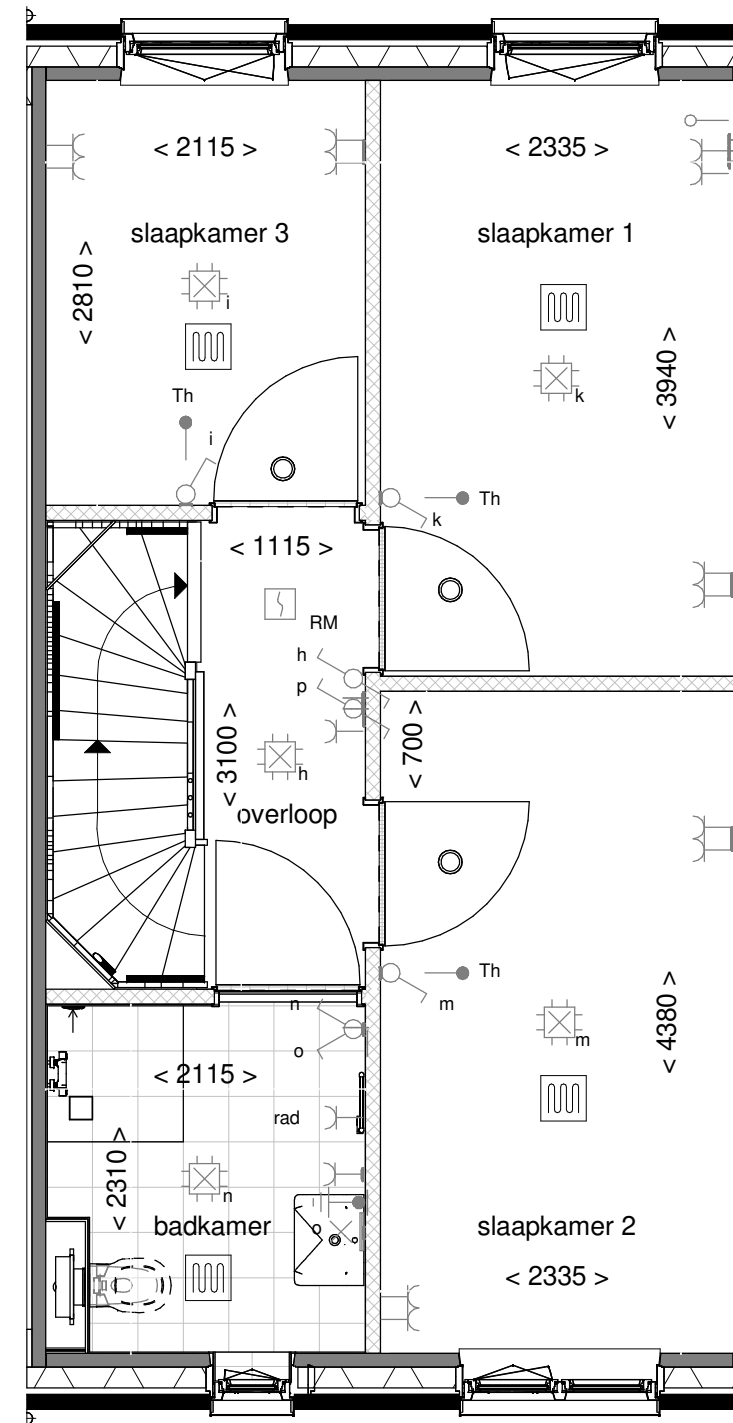 < 2115 >
< 2335 >
slaapkamer 3
slaapkamer 1
< 2810 >
i
< 3940 >
k
Th
i
Th
k
< 1115 >
RM
h
p
< 3100 >
< 700 >
h
overloop
Th
m
n
o
< 4380 >
m
< 2115 >
rad
< 2310 >
n
badkamer
o
slaapkamer 2
< 2335 >